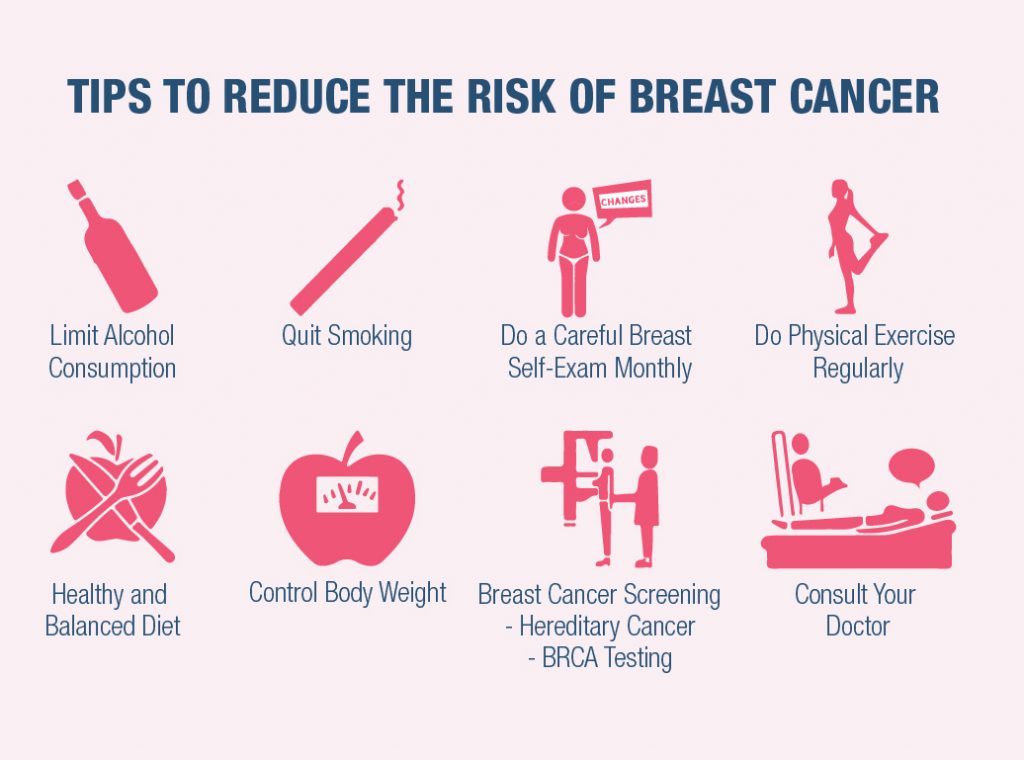 TIPS TO REDUCE THE RISK OF BREAST CANCER
CHANGES
Limit Alcohol
Consumption
Quit Smoking
Do a Careful Breast
Self-Exam Monthly
Do Physical Exercise
Regularly
Healthy and
Balanced Diet
Control Body Weight
Breast Cancer Screening
- Hereditary Cancer
- BRCA Testing
Consult Your
Doctor